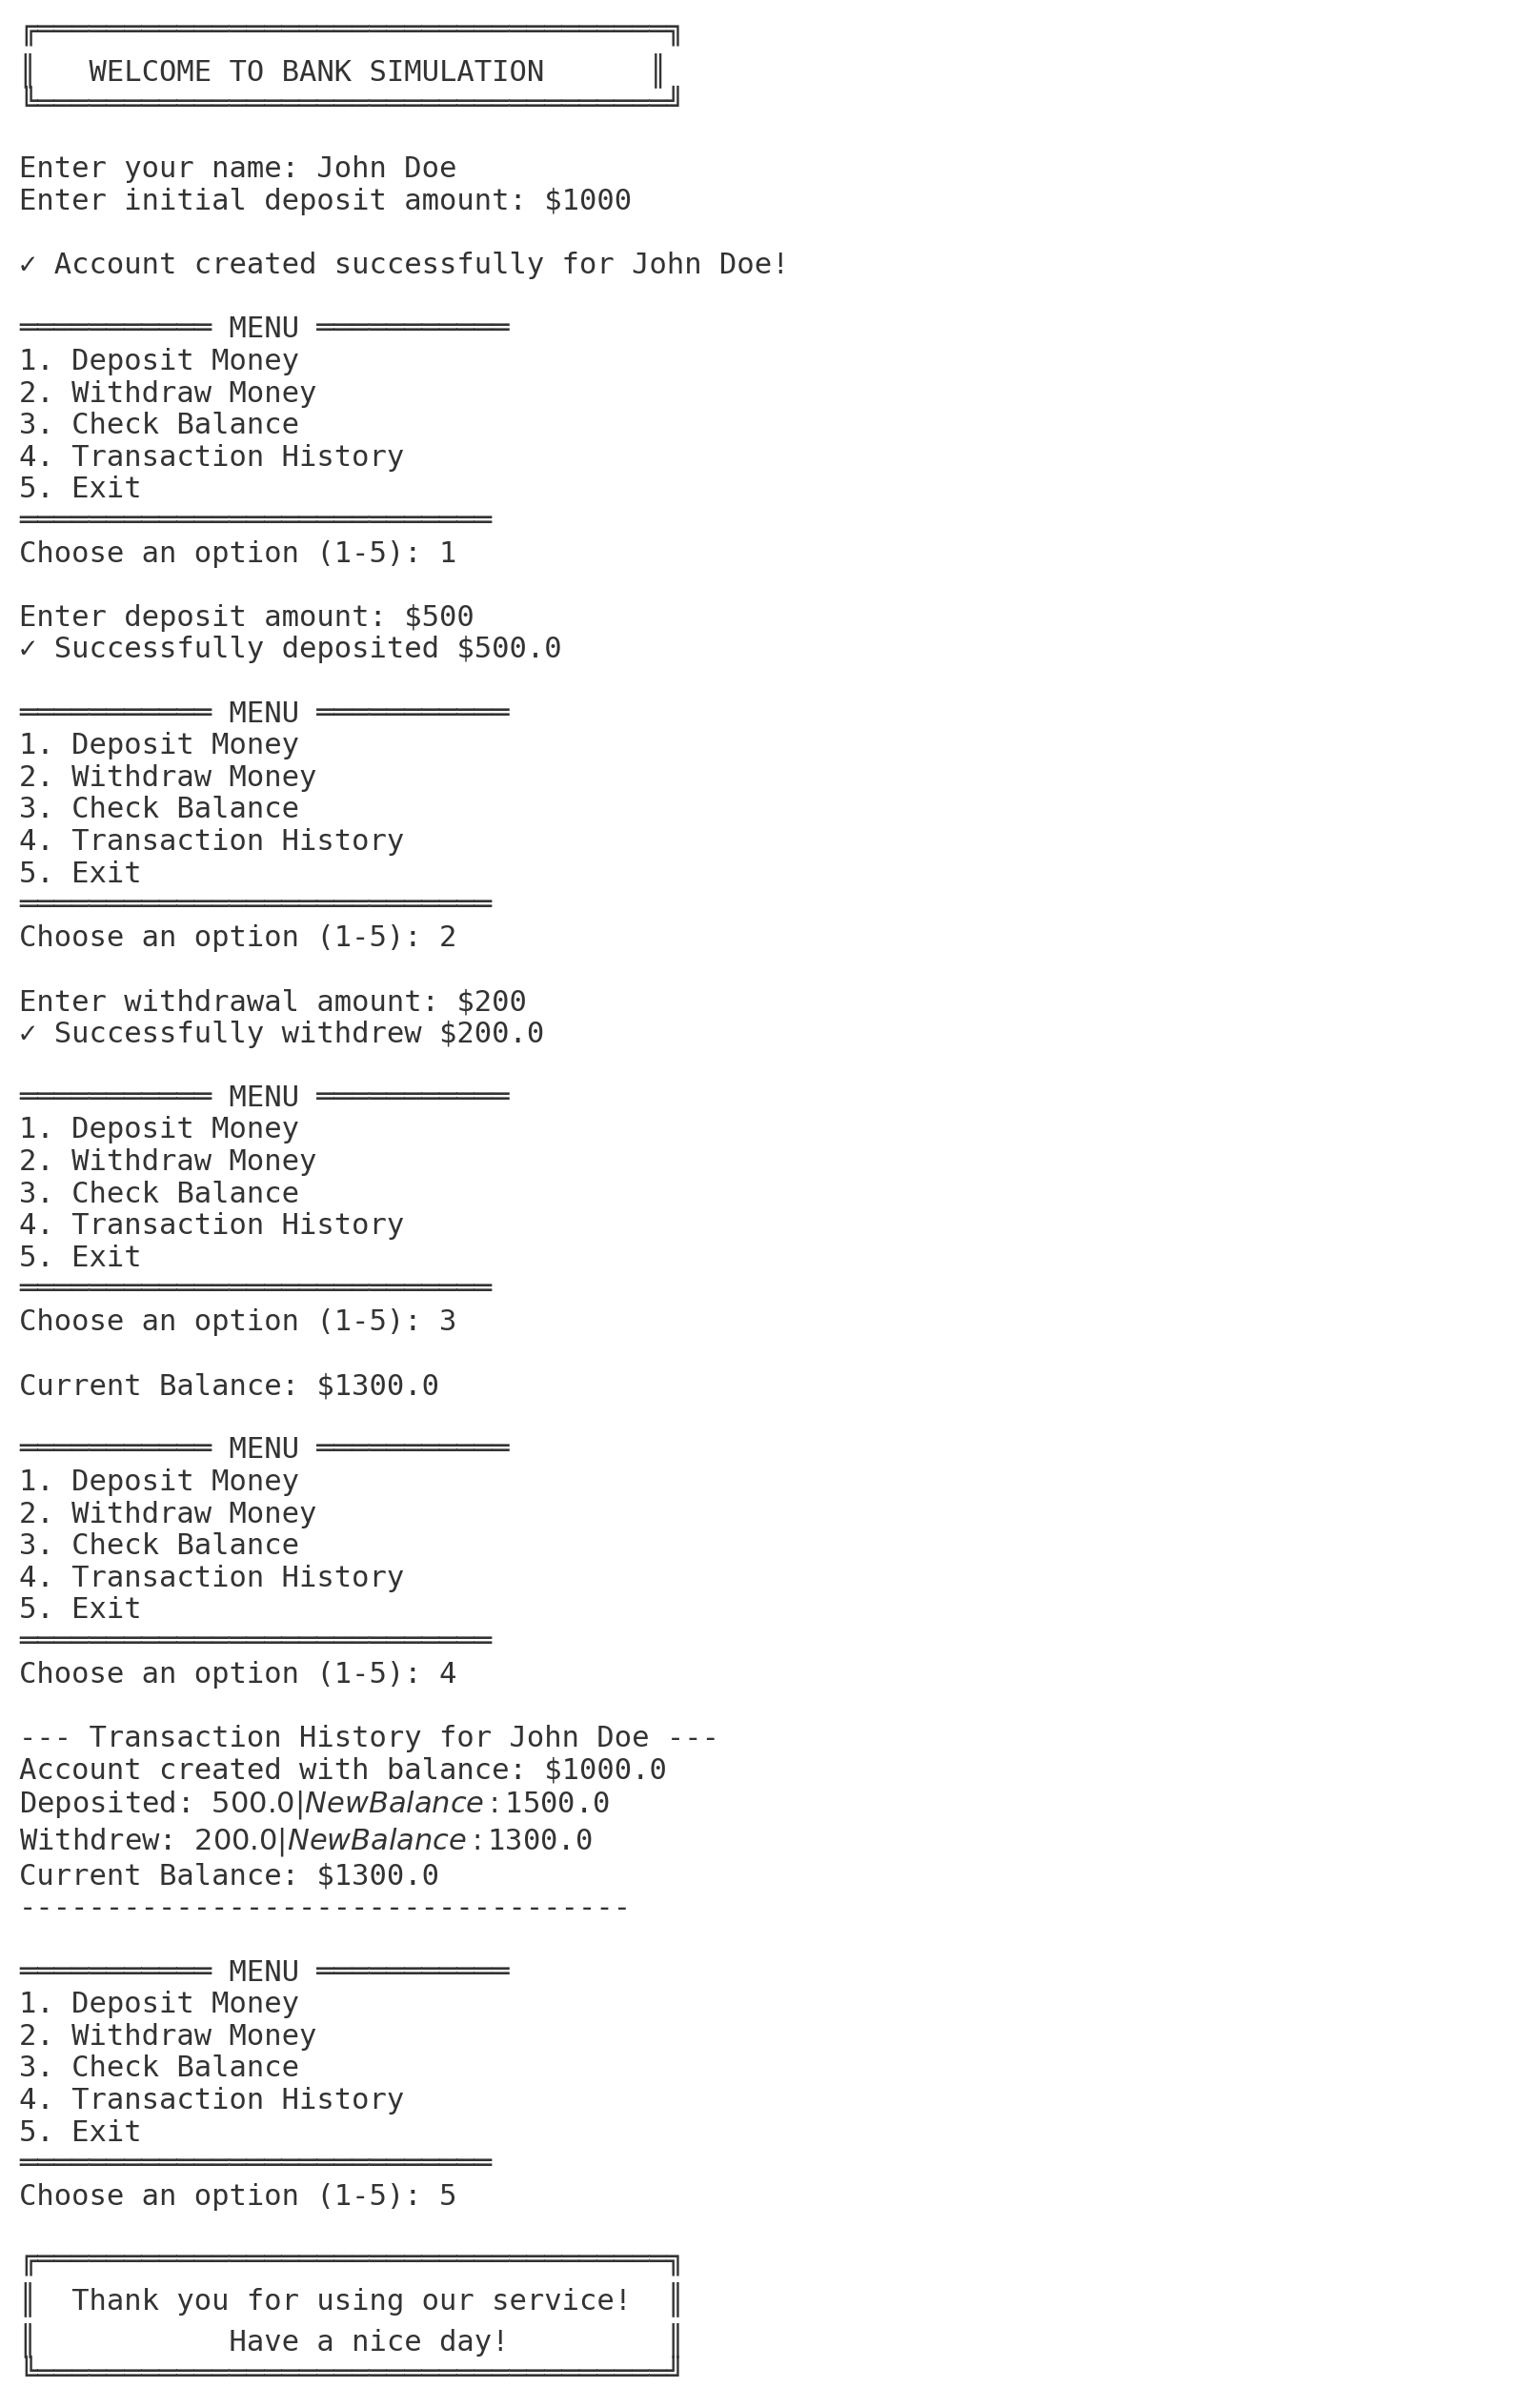 ╔════════════════════════════════════╗
║   WELCOME TO BANK SIMULATION      ║
╚════════════════════════════════════╝

Enter your name: John Doe
Enter initial deposit amount: $1000

✓ Account created successfully for John Doe!

═══════════ MENU ═══════════
1. Deposit Money
2. Withdraw Money
3. Check Balance
4. Transaction History
5. Exit
═══════════════════════════
Choose an option (1-5): 1

Enter deposit amount: $500
✓ Successfully deposited $500.0

═══════════ MENU ═══════════
1. Deposit Money
2. Withdraw Money
3. Check Balance
4. Transaction History
5. Exit
═══════════════════════════
Choose an option (1-5): 2

Enter withdrawal amount: $200
✓ Successfully withdrew $200.0

═══════════ MENU ═══════════
1. Deposit Money
2. Withdraw Money
3. Check Balance
4. Transaction History
5. Exit
═══════════════════════════
Choose an option (1-5): 3

Current Balance: $1300.0

═══════════ MENU ═══════════
1. Deposit Money
2. Withdraw Money
3. Check Balance
4. Transaction History
5. Exit
═══════════════════════════
Choose an option (1-5): 4

--- Transaction History for John Doe ---
Account created with balance: $1000.0
Deposited: 500.0|NewBalance:1500.0
Withdrew: 200.0|NewBalance:1300.0
Current Balance: $1300.0
-----------------------------------

═══════════ MENU ═══════════
1. Deposit Money
2. Withdraw Money
3. Check Balance
4. Transaction History
5. Exit
═══════════════════════════
Choose an option (1-5): 5

╔════════════════════════════════════╗
║  Thank you for using our service!  ║
║           Have a nice day!         ║
╚════════════════════════════════════╝